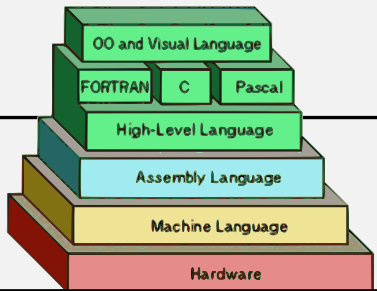 OO and Visual Language
FORTRAN C Pascal
High-Level Language
Assembly Language
Machine Language
Hardware